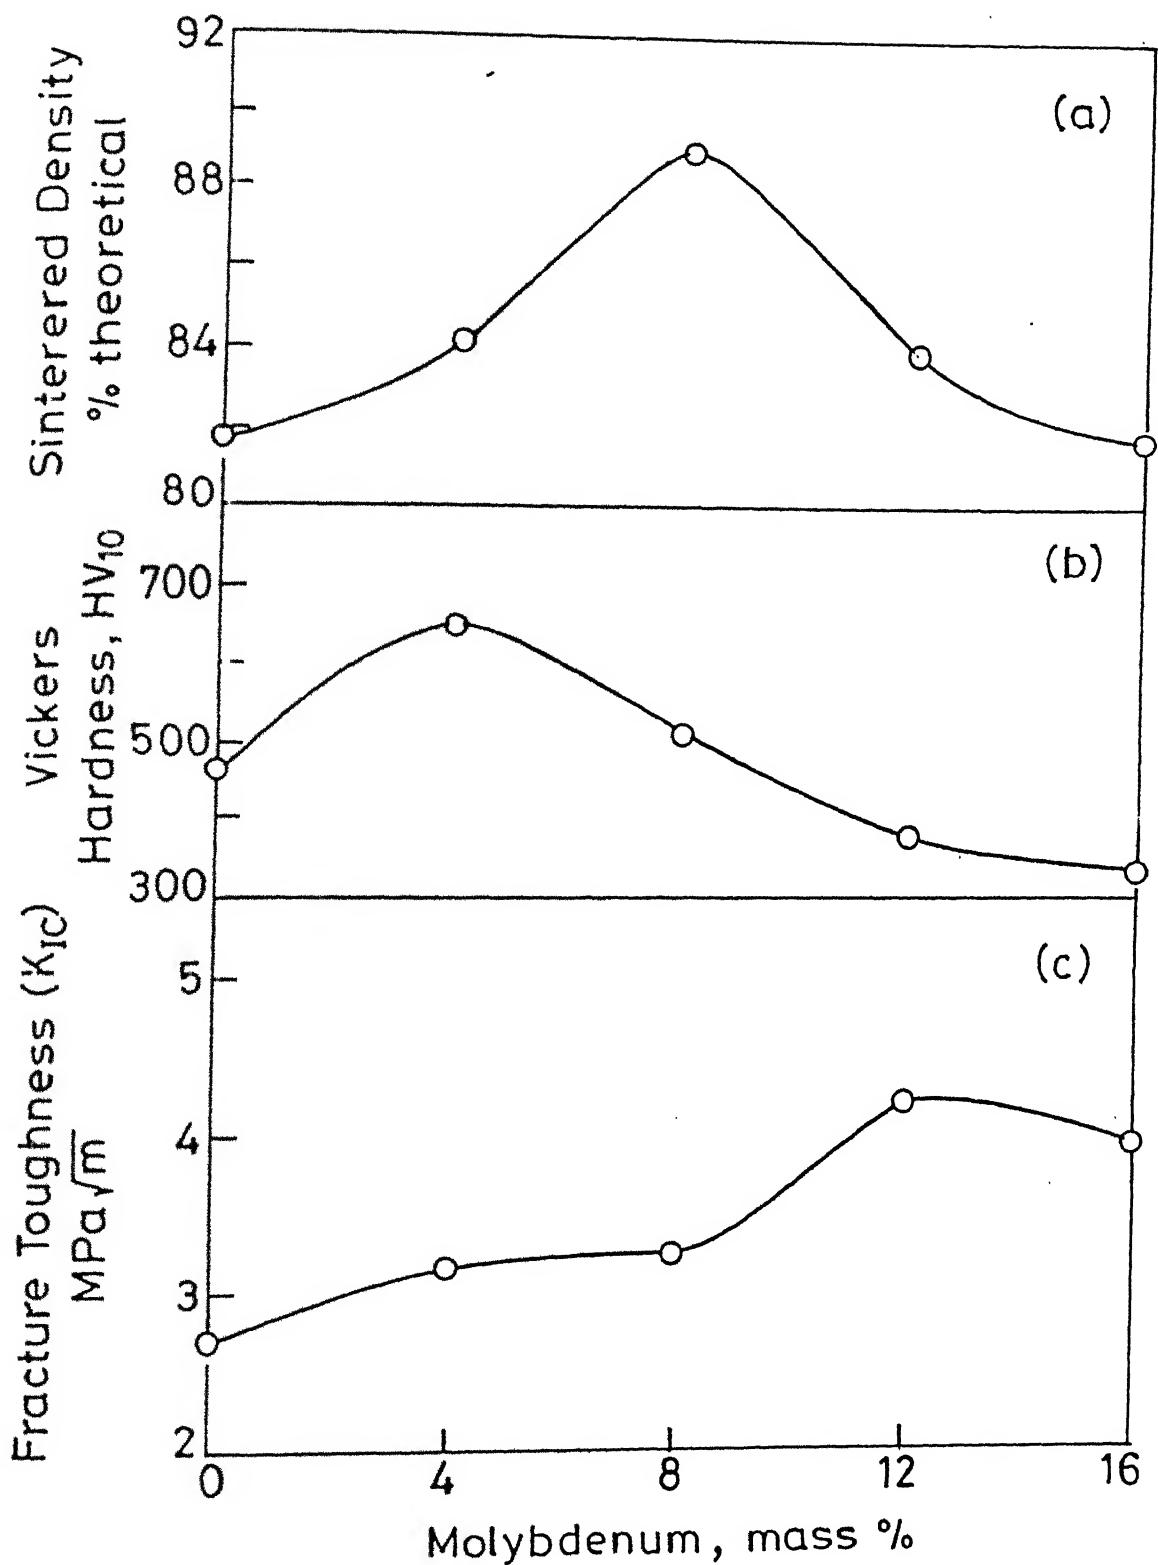 Sinterered Density
% theoretical
92
88
84
80
(a)
Vickers
Hardness, HV10
700
500
300
(b)
Fracture Toughness (KIC)
MPa√m
5
4
3
2
(c)
0 4 8 12 16
Molybdenum, mass %